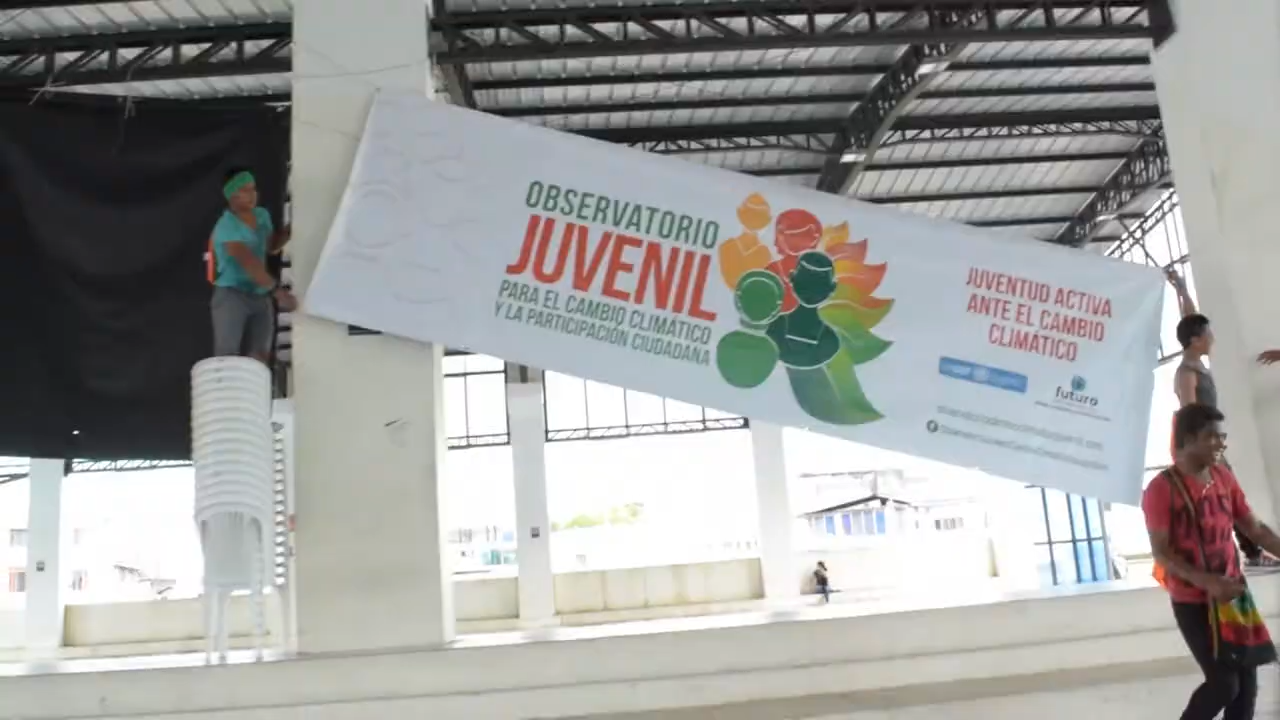 OBSERVATORIO
JUVENIL
PARA EL CAMBIO CLIMÁTICO
Y LA PARTICIPACIÓN CIUDADANA
JUVENTUD ACTIVA
ANTE EL CAMBIO
CLIMÁTICO
futuro